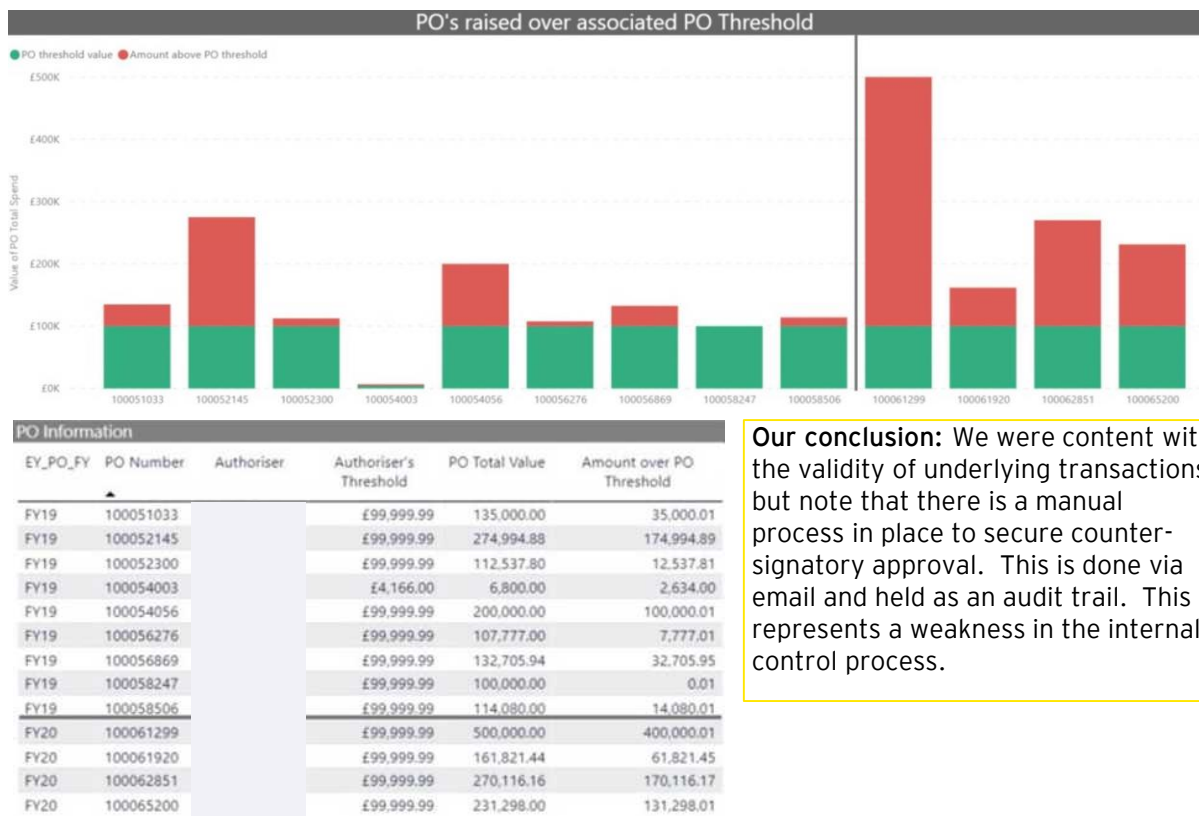 PO's raised over associated PO Threshold
PO threshold value Amount above PO threshold
£500K
£400K
£300K
£200K
£100K
£0K
Value of PO Total Spend
100051033 100052145 100052300 100054003 100054056 100056276 100056869 100058247 100058506 100061299 100061920 100062851 100065200
PO Information
EY_PO_FY PO Number Authoriser Authoriser's Threshold PO Total Value Amount over PO Threshold
FY19 100051033 £99,999.99 135,000.00 35,000.01
FY19 100052145 £99,999.99 274,994.88 174,994.89
FY19 100052300 £99,999.99 112,537.80 12,537.81
FY19 100054003 £4,166.00 6,800.00 2,634.00
FY19 100054056 £99,999.99 200,000.00 100,000.01
FY19 100056276 £99,999.99 107,777.00 7,777.01
FY19 100056869 £99,999.99 132,705.94 32,705.95
FY19 100058247 £99,999.99 100,000.00 0.01
FY19 100058506 £99,999.99 114,080.00 14,080.01
FY20 100061299 £99,999.99 500,000.00 400,000.01
FY20 100061920 £99,999.99 161,821.44 61,821.45
FY20 100062851 £99,999.99 270,116.16 170,116.17
FY20 100065200 £99,999.99 231,298.00 131,298.01
Our conclusion: We were content wit
the validity of underlying transactions
but note that there is a manual
process in place to secure counter-
signatory approval. This is done via
email and held as an audit trail. This
represents a weakness in the internal
control process.